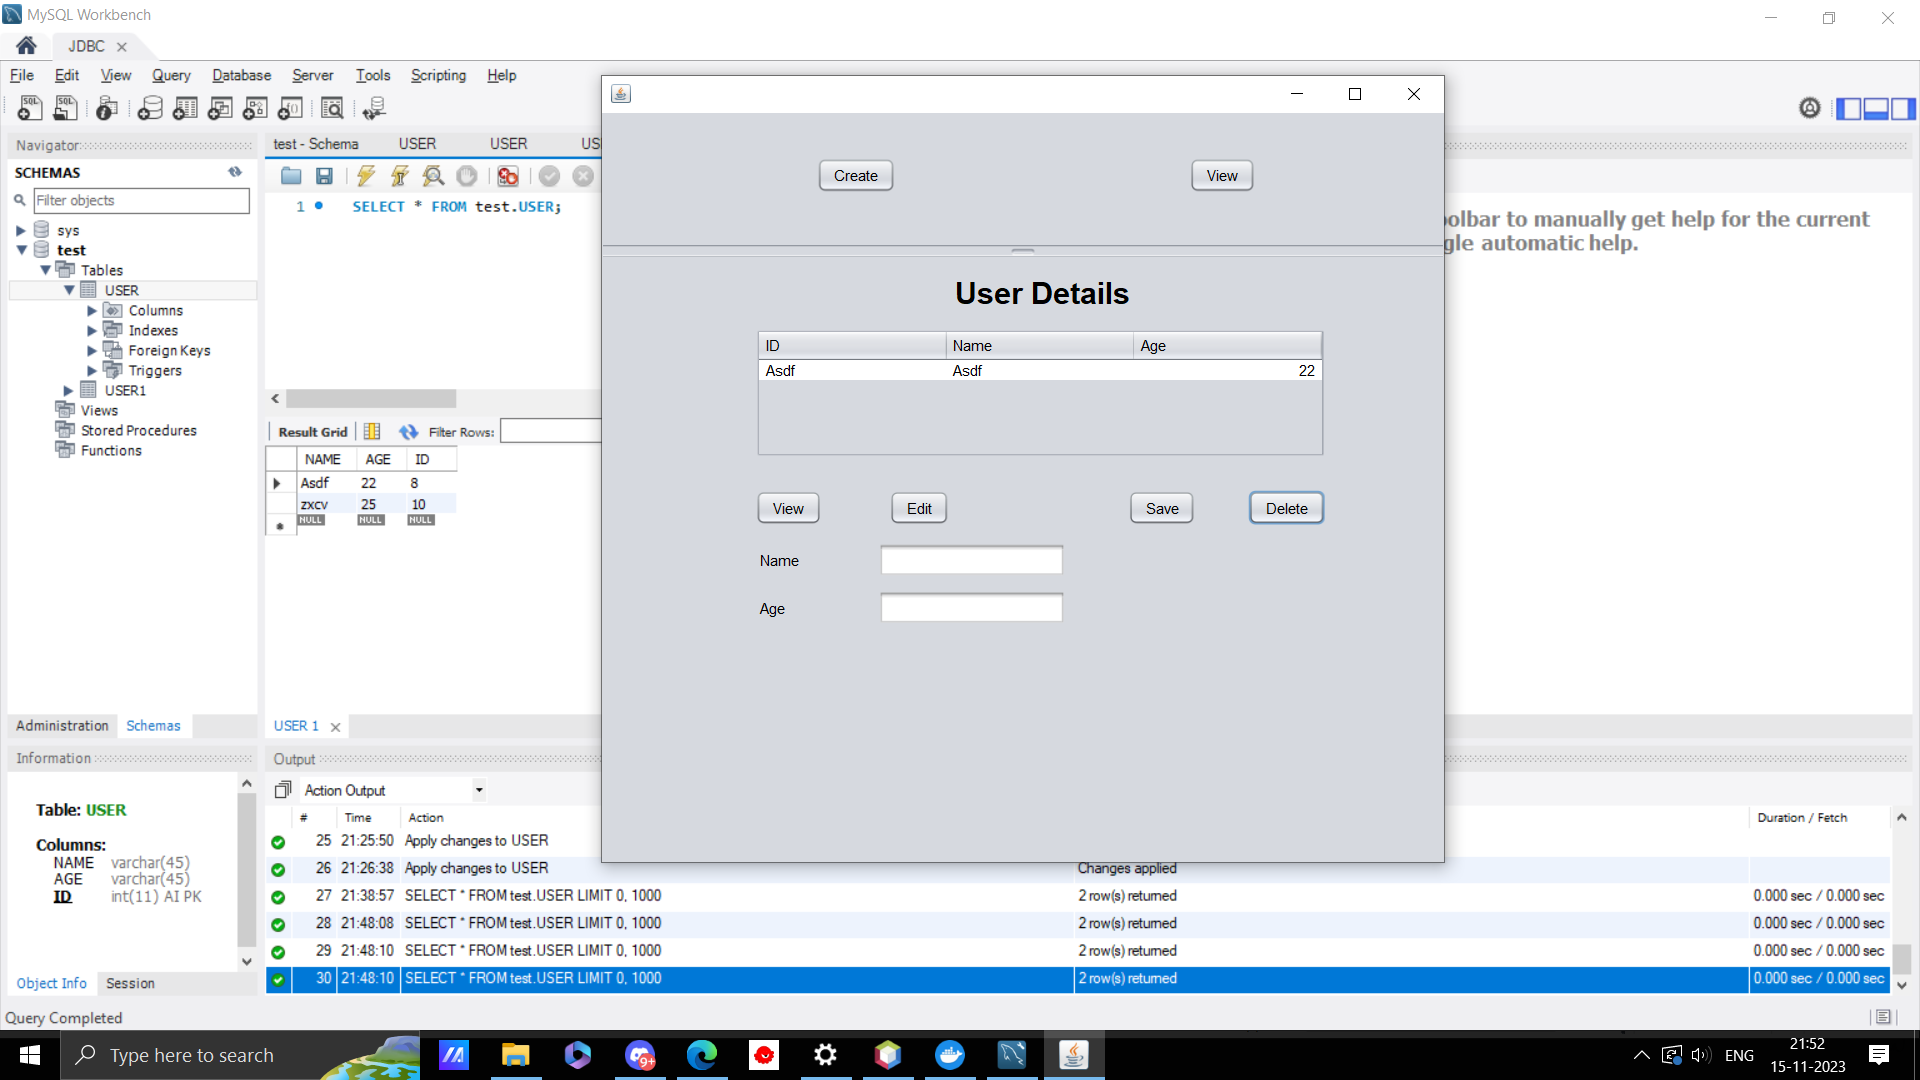 MySQL Workbench
JDBC
File Edit View Query Database Server Tools Scripting Help
Navigator
SCHEMAS
Filter objects
sys
test
Tables
USER
Columns
Indexes
Foreign Keys
Triggers
USER1
Views
Stored Procedures
Functions
Administration Schemas
Information
Table: USER
Columns:
NAME varchar(45)
AGE varchar(45)
ID int(11) AI PK
Object Info Session
Query Completed
test - Schema USER USER US
1 SELECT * FROM test.USER;
Result Grid Filter Rows:
NAME AGE ID
Asdf 22 8
zxcv 25 10
NULL NULL NULL
USER 1
Create View
User Details
ID Name Age
Asdf Asdf 22
View Edit Save Delete
Name
Age
olbar to manually get help for the current
gle automatic help.
Output
Action Output
# Time Action Duration / Fetch
25 21:25:50 Apply changes to USER
26 21:26:38 Apply changes to USER Changes applied
27 21:38:57 SELECT * FROM test.USER LIMIT 0, 1000 2 row(s) returned 0.000 sec / 0.000 sec
28 21:48:08 SELECT * FROM test.USER LIMIT 0, 1000 2 row(s) returned 0.000 sec / 0.000 sec
29 21:48:10 SELECT * FROM test.USER LIMIT 0, 1000 2 row(s) returned 0.000 sec / 0.000 sec
30 21:48:10 SELECT * FROM test.USER LIMIT 0, 1000 2 row(s) returned 0.000 sec / 0.000 sec
Type here to search
9+
ENG
21:52
15-11-2023